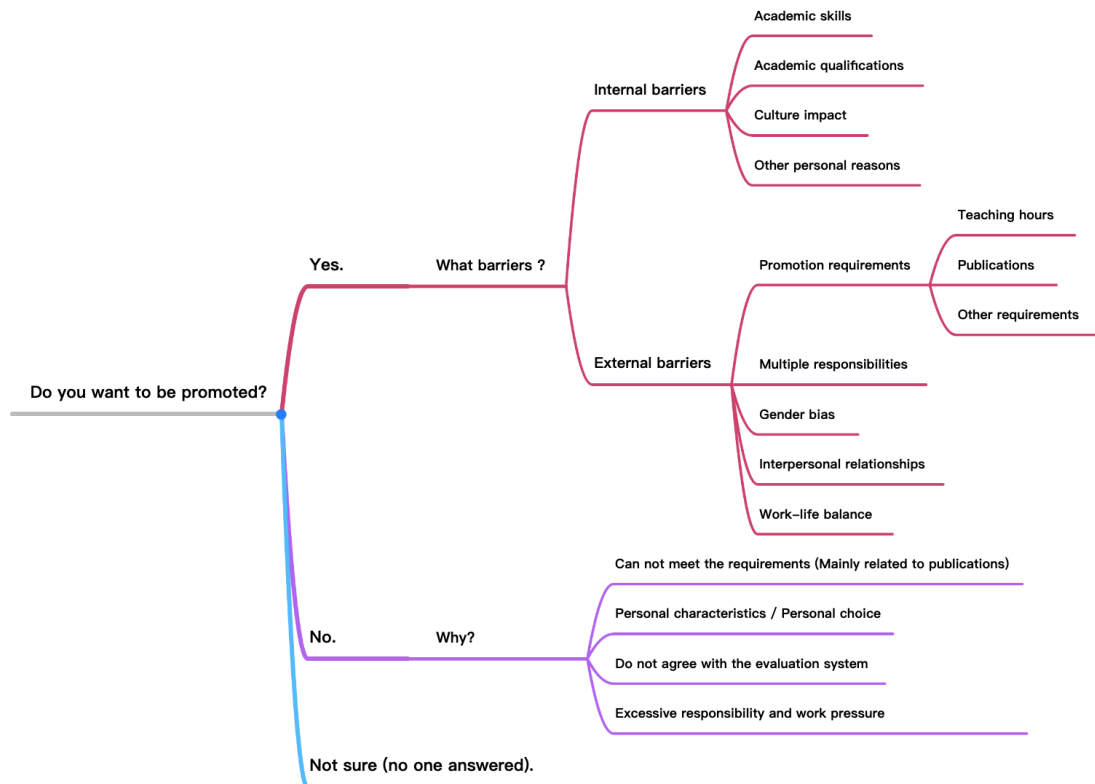 Do you want to be promoted?
Yes.
What barriers ?
Internal barriers
Academic skills
Academic qualifications
Culture impact
Other personal reasons
External barriers
Promotion requirements
Teaching hours
Publications
Other requirements
Multiple responsibilities
Gender bias
Interpersonal relationships
Work–life balance
No.
Why?
Can not meet the requirements (Mainly related to publications)
Personal characteristics / Personal choice
Do not agree with the evaluation system
Excessive responsibility and work pressure
Not sure (no one answered).